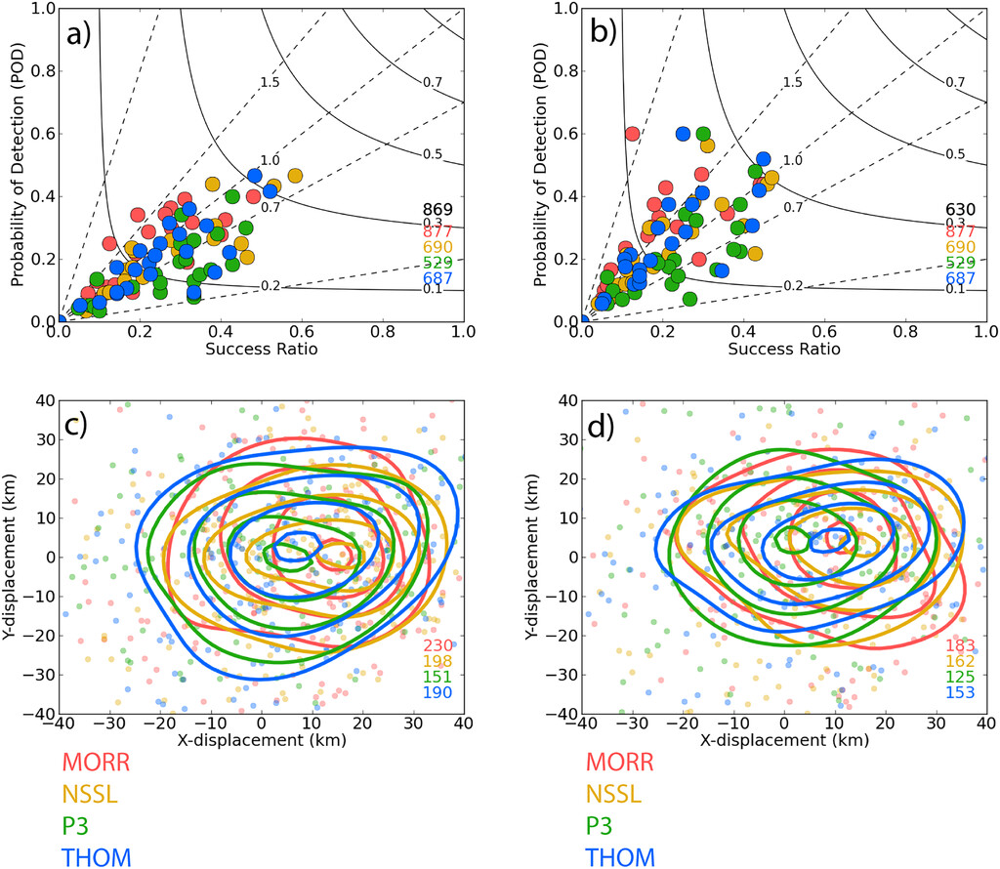 a)
Probability of Detection (POD)
1.0
0.8
0.6
0.4
0.2
0.0
1.5
1.0
0.7
0.2
0.7
0.5
0.3
0.1
869
877
690
529
687
0.0 0.2 0.4 0.6 0.8 1.0
Success Ratio
b)
Probability of Detection (POD)
1.0
0.8
0.6
0.4
0.2
0.0
1.5
1.0
0.7
0.2
0.7
0.5
0.3
0.1
630
877
690
529
687
0.0 0.2 0.4 0.6 0.8 1.0
Success Ratio
c)
Y-displacement (km)
40
30
20
10
0
−10
−20
−30
−40
230
198
151
190
−40 −30 −20 −10 0 10 20 30 40
X-displacement (km)
d)
Y-displacement (km)
40
30
20
10
0
−10
−20
−30
−40
183
162
125
153
−40 −30 −20 −10 0 10 20 30 40
X-displacement (km)
MORR
NSSL
P3
THOM
MORR
NSSL
P3
THOM